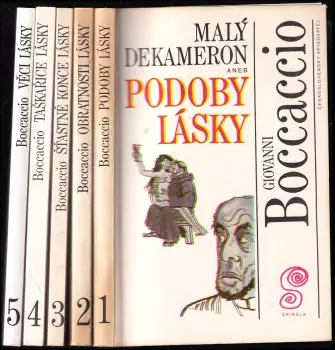 Boccaccio VĚCI LÁSKY
5
Boccaccio TAŠKAŘICE LÁSKY
4
Boccaccio ŠŤASTNÉ KONCE LÁSKY
3
Boccaccio OBRATNOSTI LÁSKY
2
Boccaccio PODOBY LÁSKY
1
MALÝ
DEKAMERON
ANEB
PODOBY
LÁSKY
GIOVANNI
Boccaccio
ČESKOSLOVENSKÝ SPISOVATEL
SPIRÁLA